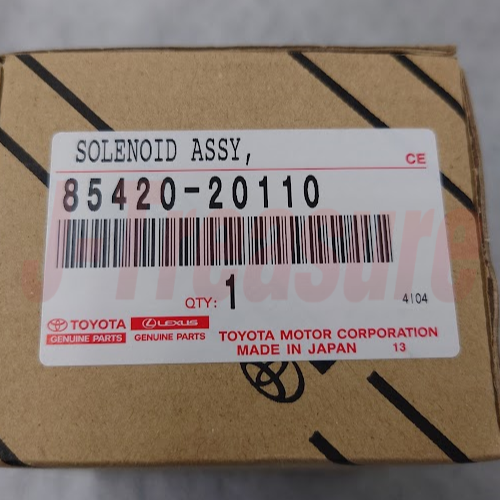 SOLENOID ASSY,
CE
85420-20110
QTY: 1
4104
TOYOTA LEXUS
GENUINE PARTS GENUINE PARTS
TOYOTA MOTOR CORPORATION
MADE IN JAPAN 13
J-Treasure